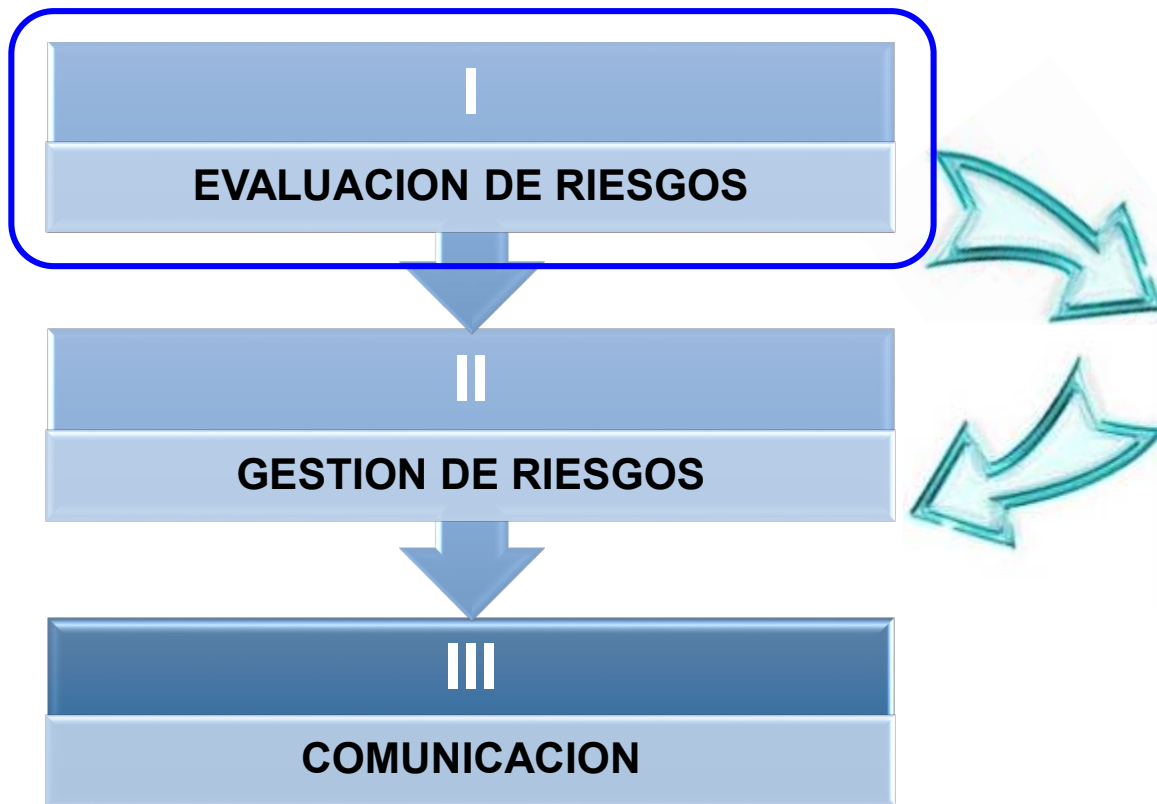 I
EVALUACION DE RIESGOS
II
GESTION DE RIESGOS
III
COMUNICACION